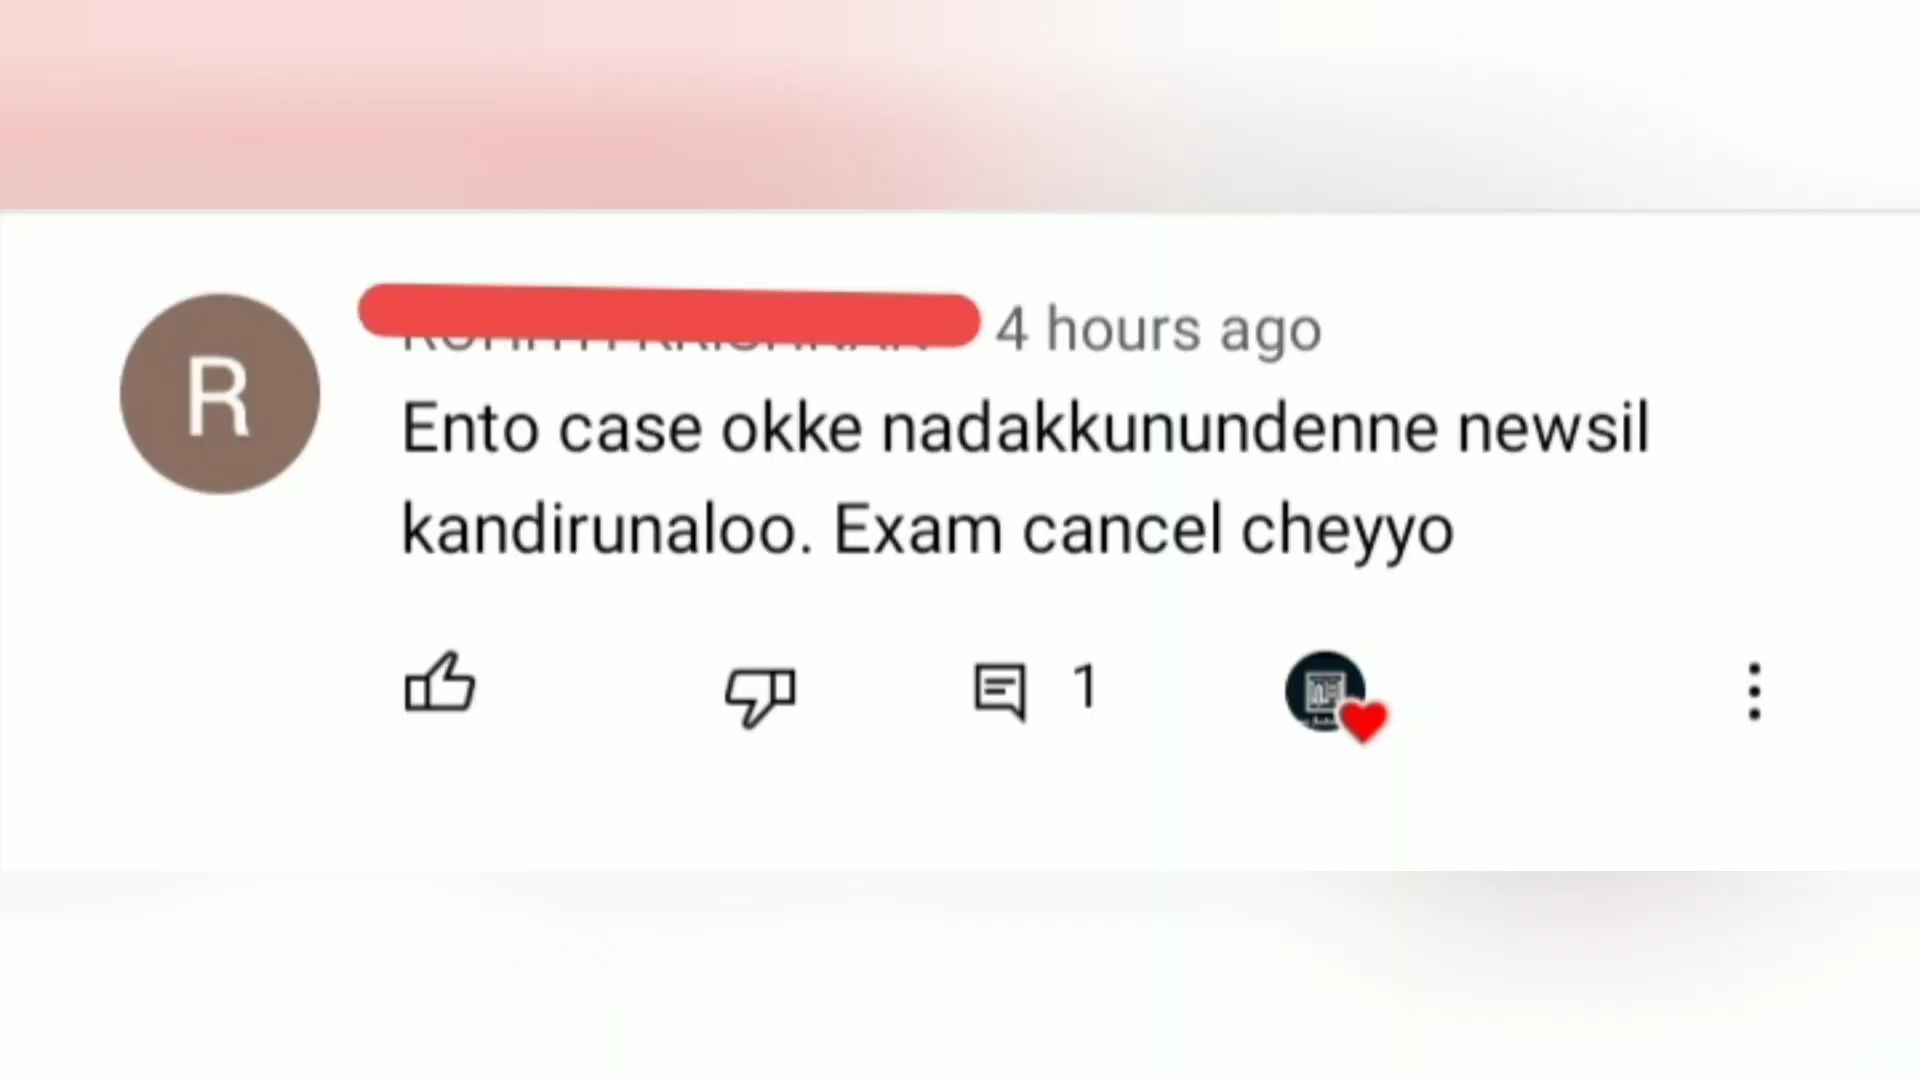 R
4 hours ago
Ento case okke nadakkunundenne newsil
kandirunaloo. Exam cancel cheyyo
1